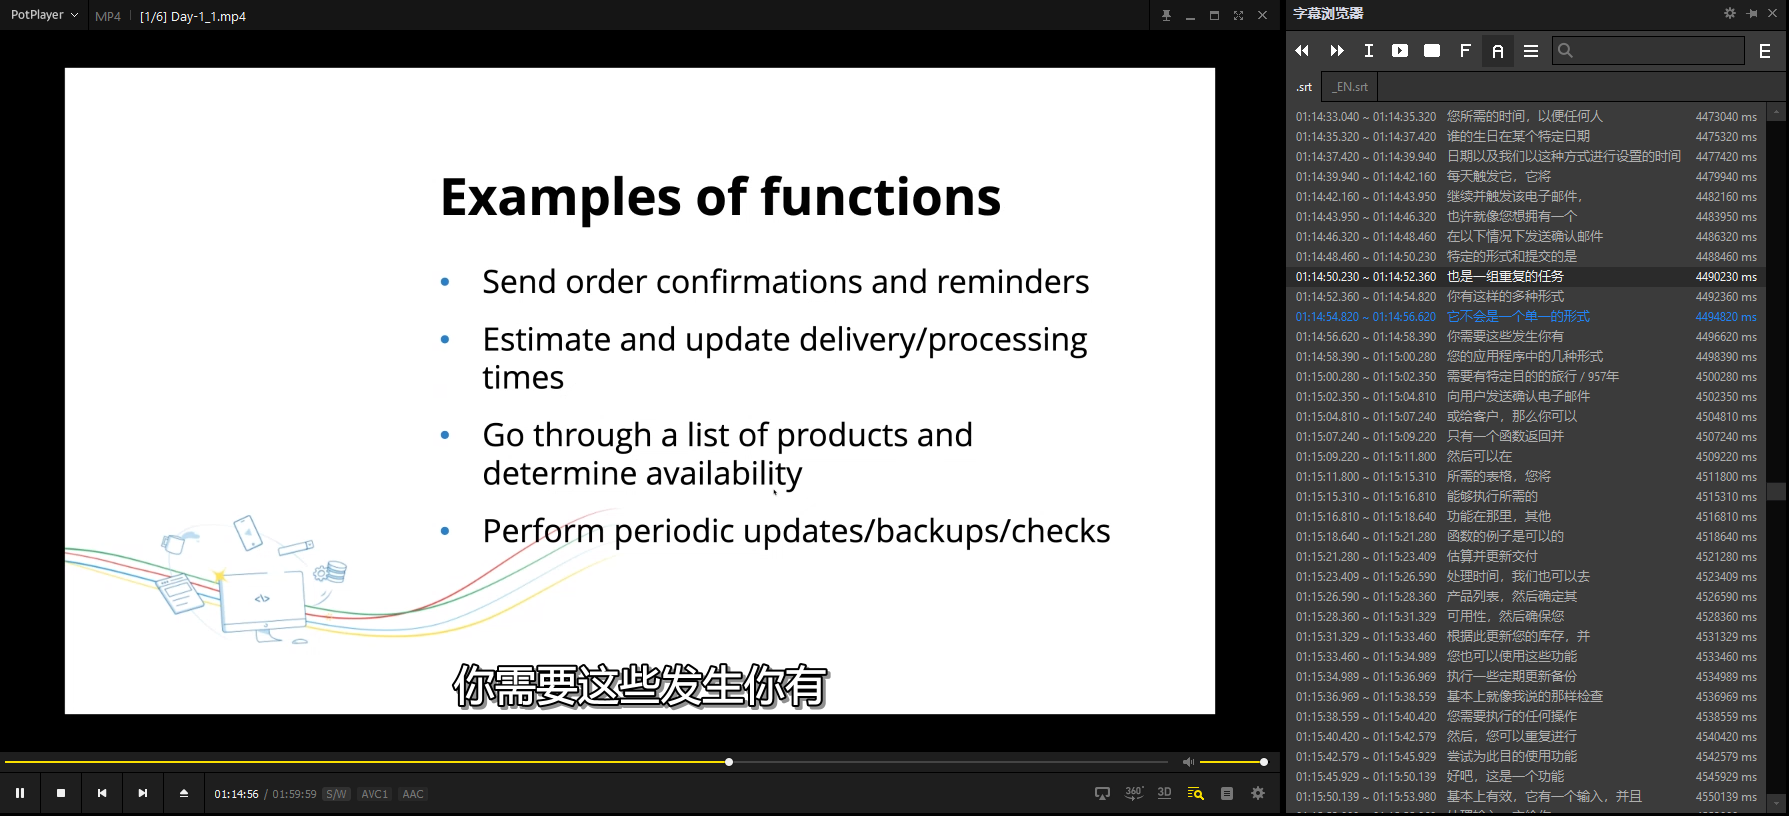 PotPlayer
MP4
[1/6] Day-1_1.mp4
Examples of functions
• Send order confirmations and reminders
• Estimate and update delivery/processing
times
• Go through a list of products and
determine availability
• Perform periodic updates/backups/checks
</>
你需要这些发生你有
01:14:56 / 01:59:59 S/W AVC1 AAC
360°
3D
字幕浏览器
I
F
A
E
.srt
_EN.srt
01:14:33.040 ~ 01:14:35.320 您所需的时间，以便任何人 4473040 ms
01:14:35.320 ~ 01:14:37.420 谁的生日在某个特定日期 4475320 ms
01:14:37.420 ~ 01:14:39.940 日期以及我们以这种方式进行设置的时间 4477420 ms
01:14:39.940 ~ 01:14:42.160 每天触发它，它将 4479940 ms
01:14:42.160 ~ 01:14:43.950 继续并触发该电子邮件， 4482160 ms
01:14:43.950 ~ 01:14:46.320 也许就像您想拥有一个 4483950 ms
01:14:46.320 ~ 01:14:48.460 在以下情况下发送确认邮件 4486320 ms
01:14:48.460 ~ 01:14:50.230 特定的形式和提交的是 4488460 ms
01:14:50.230 ~ 01:14:52.360 也是一组重复的任务 4490230 ms
01:14:52.360 ~ 01:14:54.820 你有这样的多种形式 4492360 ms
01:14:54.820 ~ 01:14:56.620 它不会是一个单一的形式 4494820 ms
01:14:56.620 ~ 01:14:58.390 你需要这些发生你有 4496620 ms
01:14:58.390 ~ 01:15:00.280 您的应用程序中的几种形式 4498390 ms
01:15:00.280 ~ 01:15:02.350 需要有特定目的的旅行 / 957年 4500280 ms
01:15:02.350 ~ 01:15:04.810 向用户发送确认电子邮件 4502350 ms
01:15:04.810 ~ 01:15:07.240 或给客户，那么你可以 4504810 ms
01:15:07.240 ~ 01:15:09.220 只有一个函数返回并 4507240 ms
01:15:09.220 ~ 01:15:11.800 然后可以在 4509220 ms
01:15:11.800 ~ 01:15:15.310 所需的表格，您将 4511800 ms
01:15:15.310 ~ 01:15:16.810 能够执行所需的 4515310 ms
01:15:16.810 ~ 01:15:18.640 功能在那里，其他 4516810 ms
01:15:18.640 ~ 01:15:21.280 函数的例子是可以的 4518640 ms
01:15:21.280 ~ 01:15:23.409 估算并更新交付 4521280 ms
01:15:23.409 ~ 01:15:26.590 处理时间，我们也可以去 4523409 ms
01:15:26.590 ~ 01:15:28.360 产品列表，然后确定其 4526590 ms
01:15:28.360 ~ 01:15:31.329 可用性，然后确保您 4528360 ms
01:15:31.329 ~ 01:15:33.460 根据此更新您的库存，并 4531329 ms
01:15:33.460 ~ 01:15:34.989 您也可以使用这些功能 4533460 ms
01:15:34.989 ~ 01:15:36.969 执行一些定期更新备份 4534989 ms
01:15:36.969 ~ 01:15:38.559 基本上就像我说的那样检查 4536969 ms
01:15:38.559 ~ 01:15:40.420 您需要执行的任何操作 4538559 ms
01:15:40.420 ~ 01:15:42.579 然后，您可以重复进行 4540420 ms
01:15:42.579 ~ 01:15:45.929 尝试为此目的使用功能 4542579 ms
01:15:45.929 ~ 01:15:50.139 好吧，这是一个功能 4545929 ms
01:15:50.139 ~ 01:15:53.980 基本上有效，它有一个输入，并且 4550139 ms